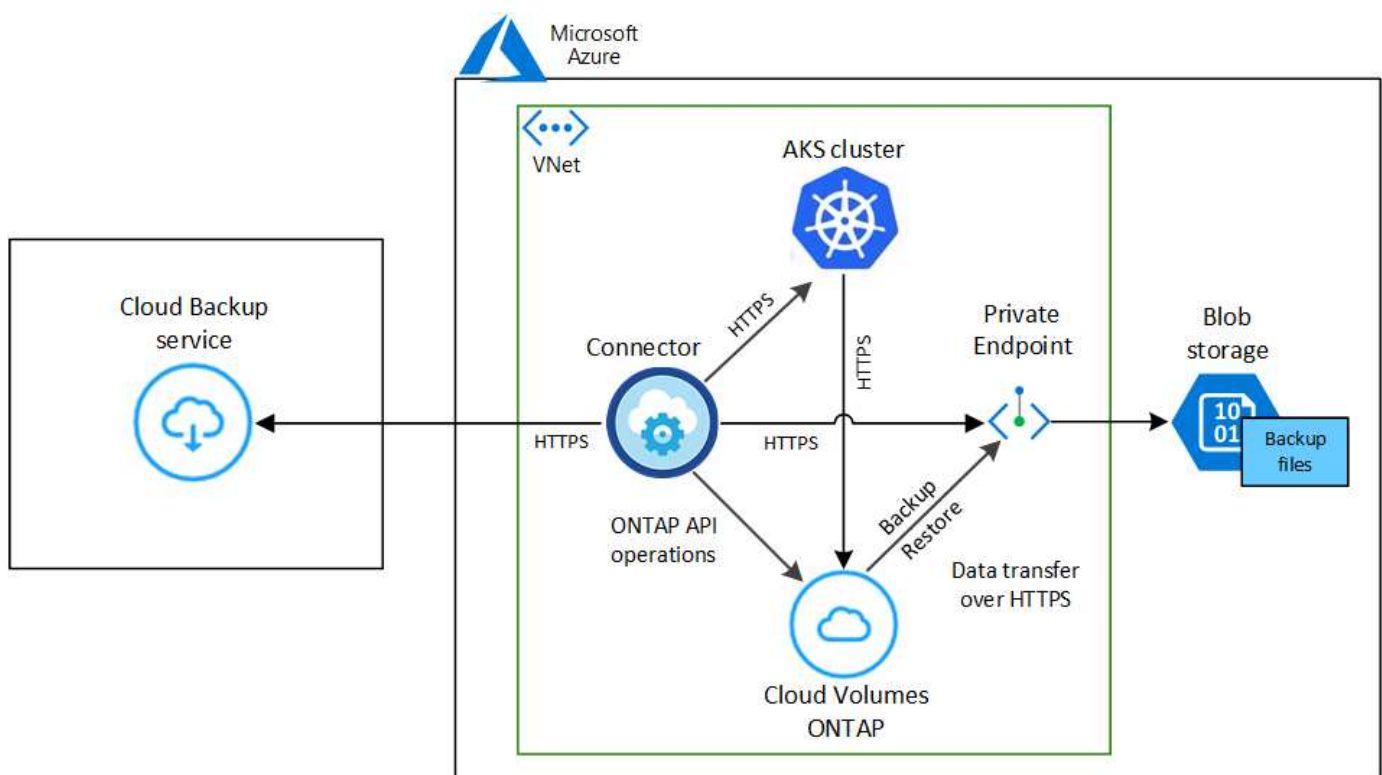 Microsoft
Azure
VNet
AKS cluster
Cloud Backup
service
Connector
HTTPS
HTTPS
Private
Endpoint
Blob
storage
10
01
Backup
files
HTTPS
HTTPS
ONTAP API
operations
Backup
Restore
Data transfer
over HTTPS
Cloud Volumes
ONTAP